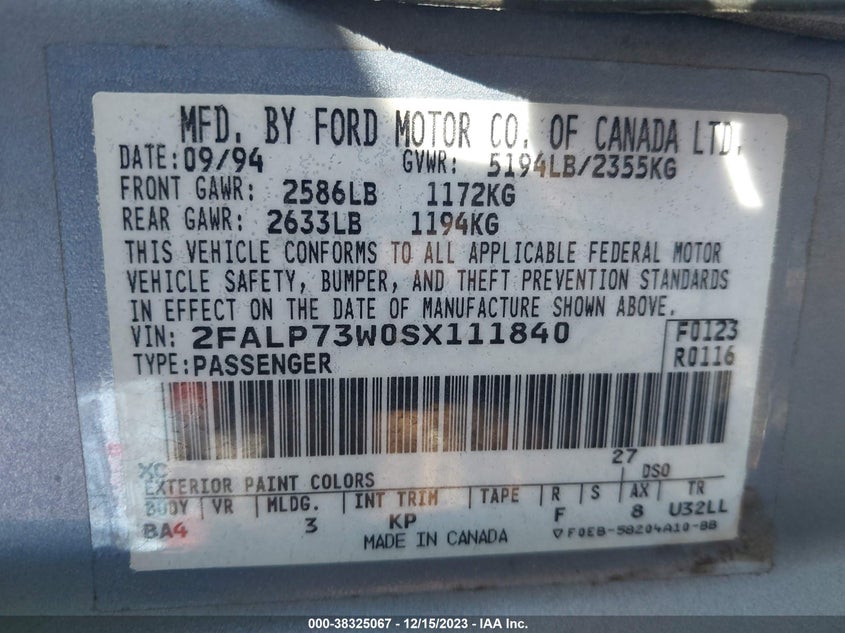 MFD. BY FORD MOTOR CO. OF CANADA LTD.
DATE: 09/94 GVWR: 5194LB/2355KG
FRONT GAWR: 2586LB 1172KG
REAR GAWR: 2633LB 1194KG
THIS VEHICLE CONFORMS TO ALL APPLICABLE FEDERAL MOTOR
VEHICLE SAFETY, BUMPER, AND THEFT PREVENTION STANDARDS
IN EFFECT ON THE DATE OF MANUFACTURE SHOWN ABOVE.
VIN: 2FALP73W0SX111840 F0123
TYPE: PASSENGER R0116
XC 27
EXTERIOR PAINT COLORS DSO
BODY VR MLDG. INT TRIM TAPE R S AX TR
BA4 3 KP F 8 U32LL
MADE IN CANADA ▽F0EB-58204A10-BB
000-38325067 - 12/15/2023 - IAA Inc.